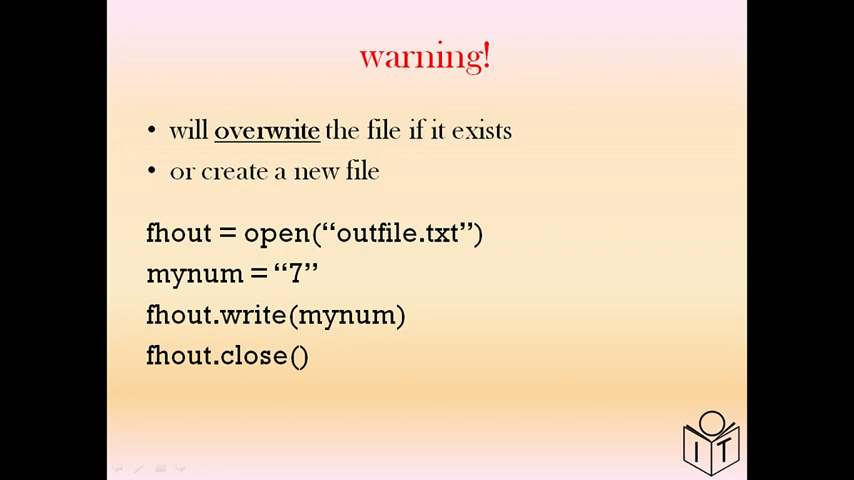 warning!
• will overwrite the file if it exists
• or create a new file
fhout = open(“outfile.txt”)
mynum = “7”
fhout.write(mynum)
fhout.close()
IT